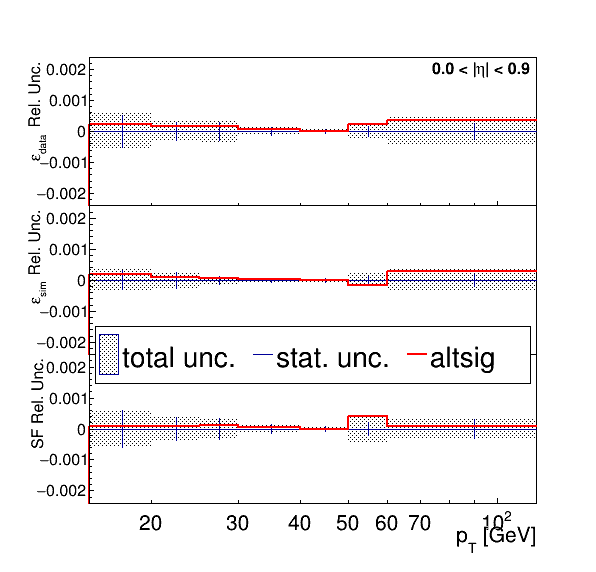 0.0 < |η| < 0.9
ε_data Rel. Unc.
0.002
0.001
0
−0.001
−0.002
ε_sim Rel. Unc.
0.002
0.001
0
−0.001
−0.002
total unc. stat. unc. altsig
SF Rel. Unc.
0.002
0.001
0
−0.001
−0.002
20 30 40 50 60 70 10²
p_T [GeV]